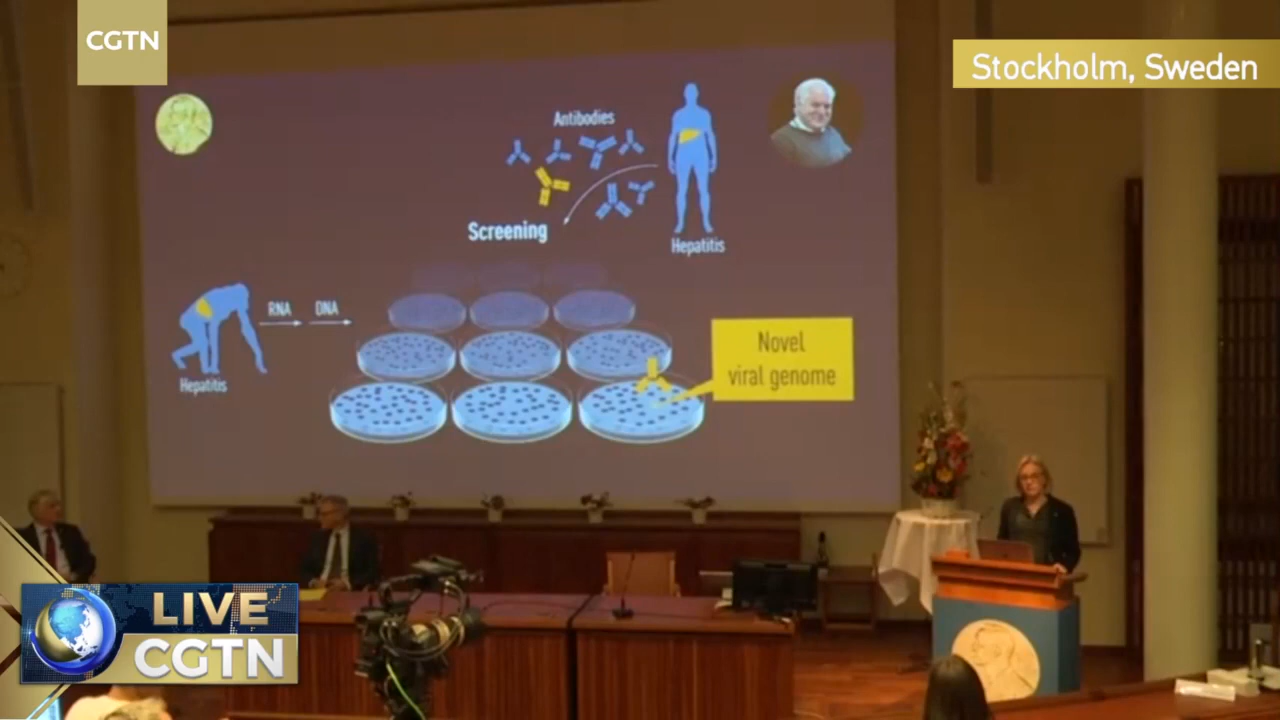 CGTN
Stockholm, Sweden
Antibodies
Screening
Hepatitis
RNA
DNA
Hepatitis
Novel
viral genome
LIVE
CGTN